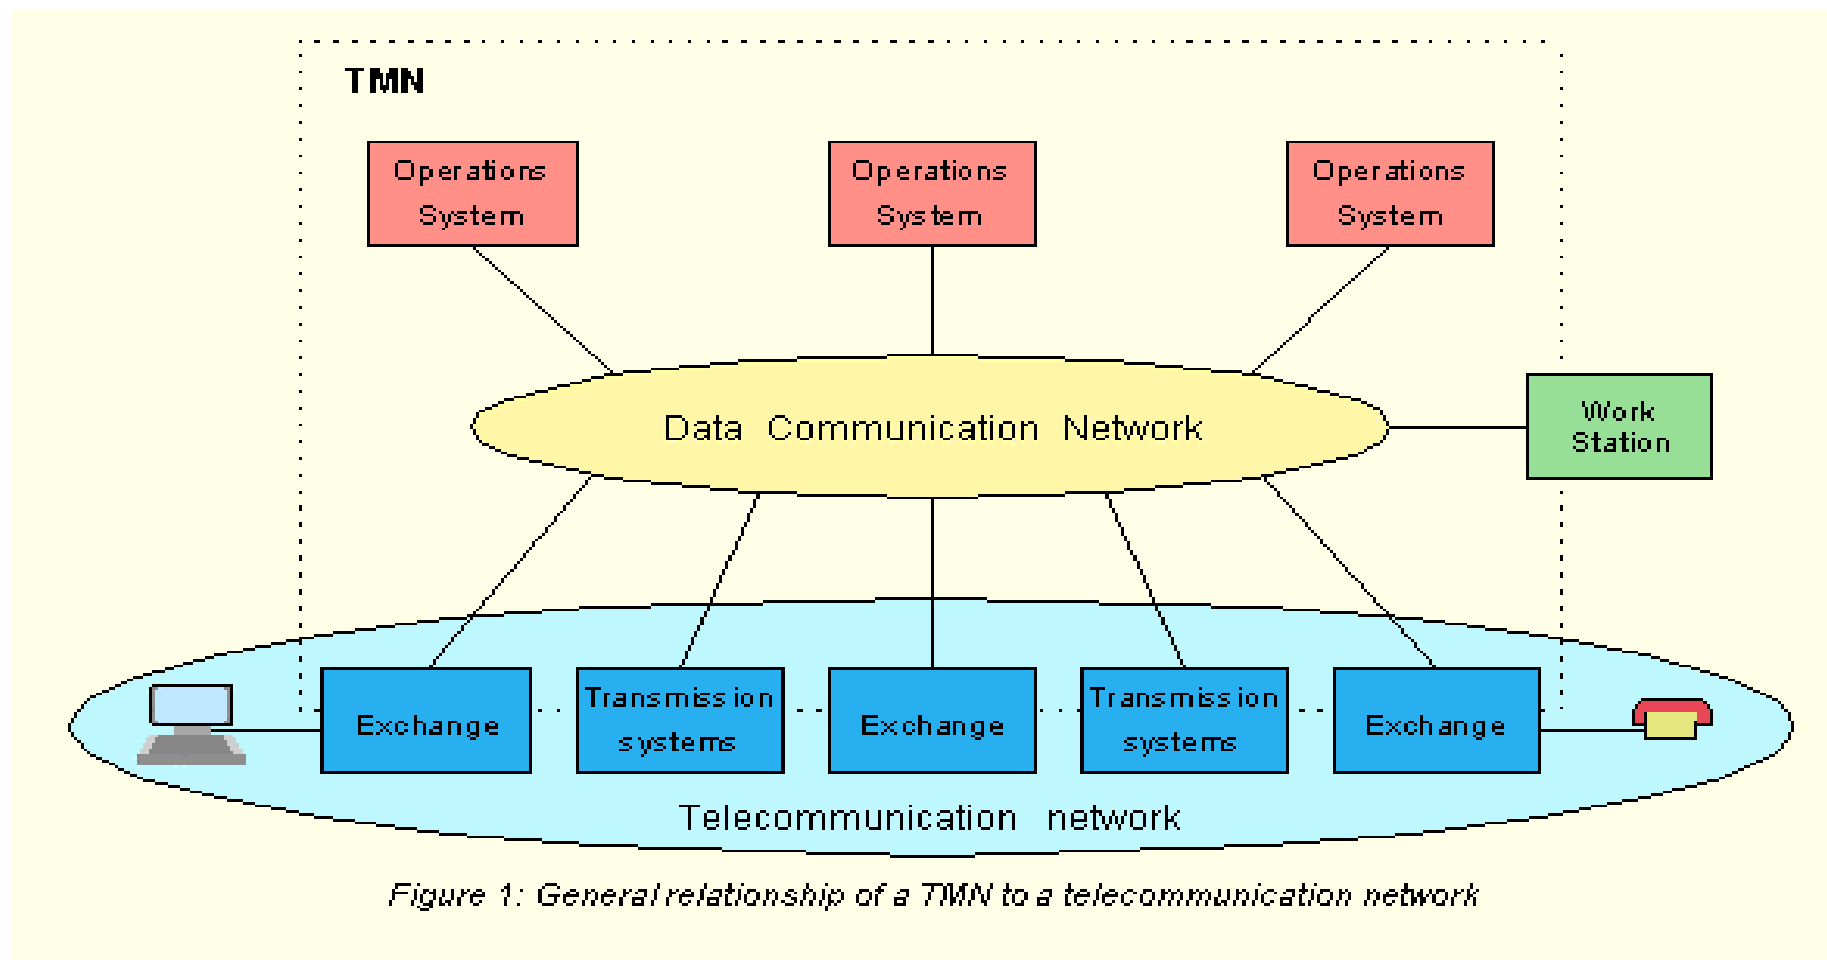 TMN
Operations
System
Operations
System
Operations
System
Data Communication Network
Work
Station
Exchange
Transmission
systems
Exchange
Transmission
systems
Exchange
Telecommunication network
Figure 1: General relationship of a TMN to a telecommunication network